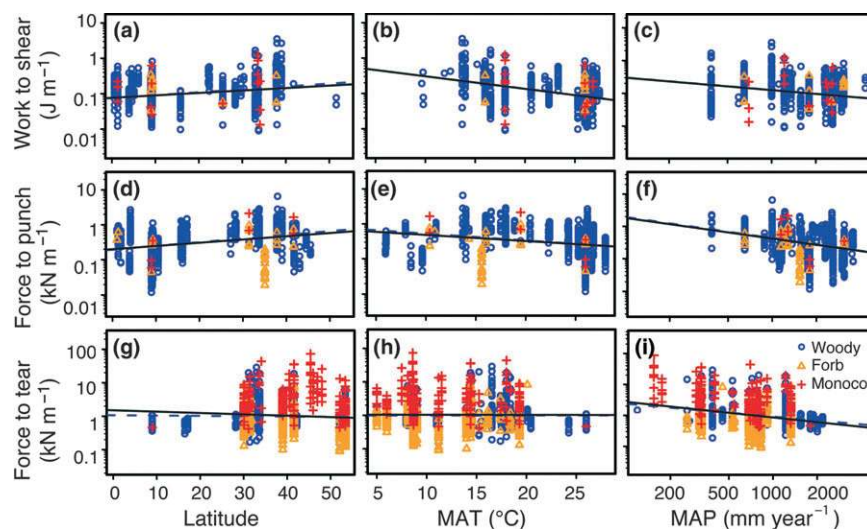 (a) (b) (c)
Work to shear
(J m⁻¹)
10
1
0.1
0.01
(d) (e) (f)
Force to punch
(kN m⁻¹)
10
1
0.1
0.01
(g) (h) (i)
Force to tear
(kN m⁻¹)
100
10
1
0.1
Woody
Forb
Monoco
0 10 20 30 40 50
5 10 15 20 25
200 500 1000 2000
Latitude MAT (°C) MAP (mm year⁻¹)